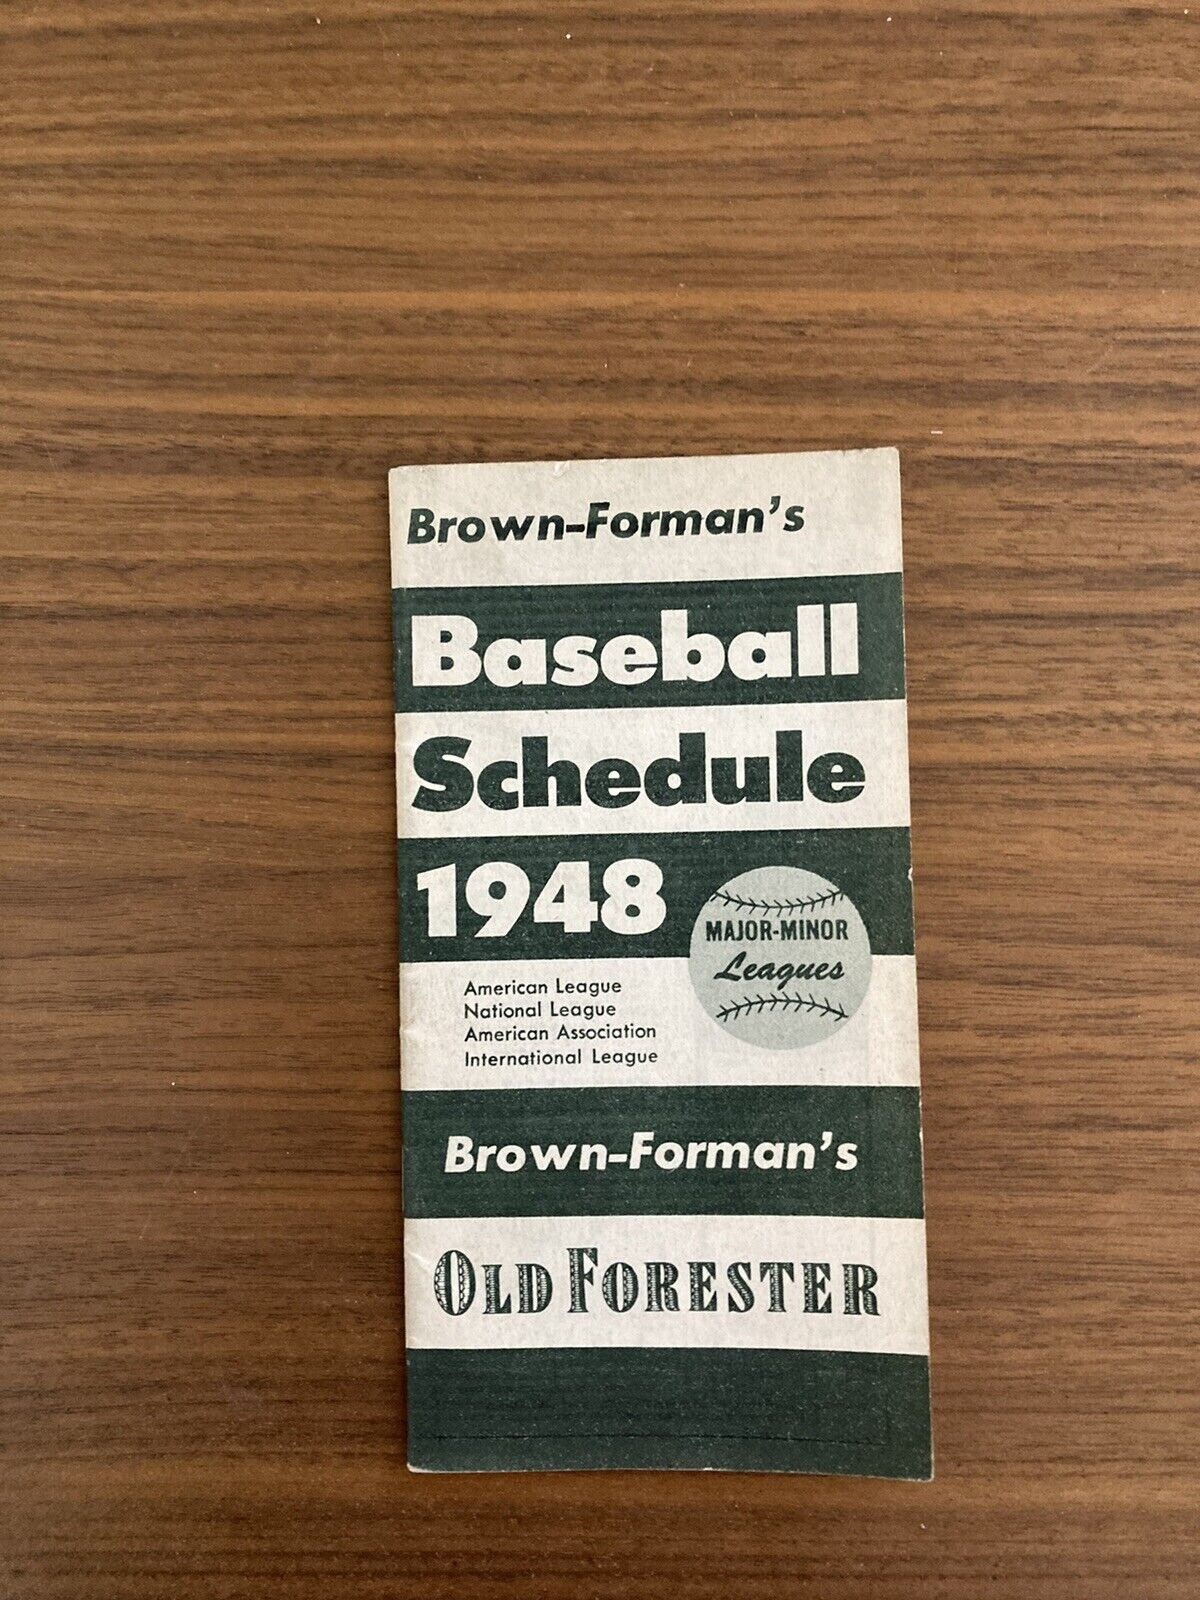 Brown-Forman's
Baseball
Schedule
1948
MAJOR-MINOR
Leagues
American League
National League
American Association
International League
Brown-Forman's
OLD FORESTER